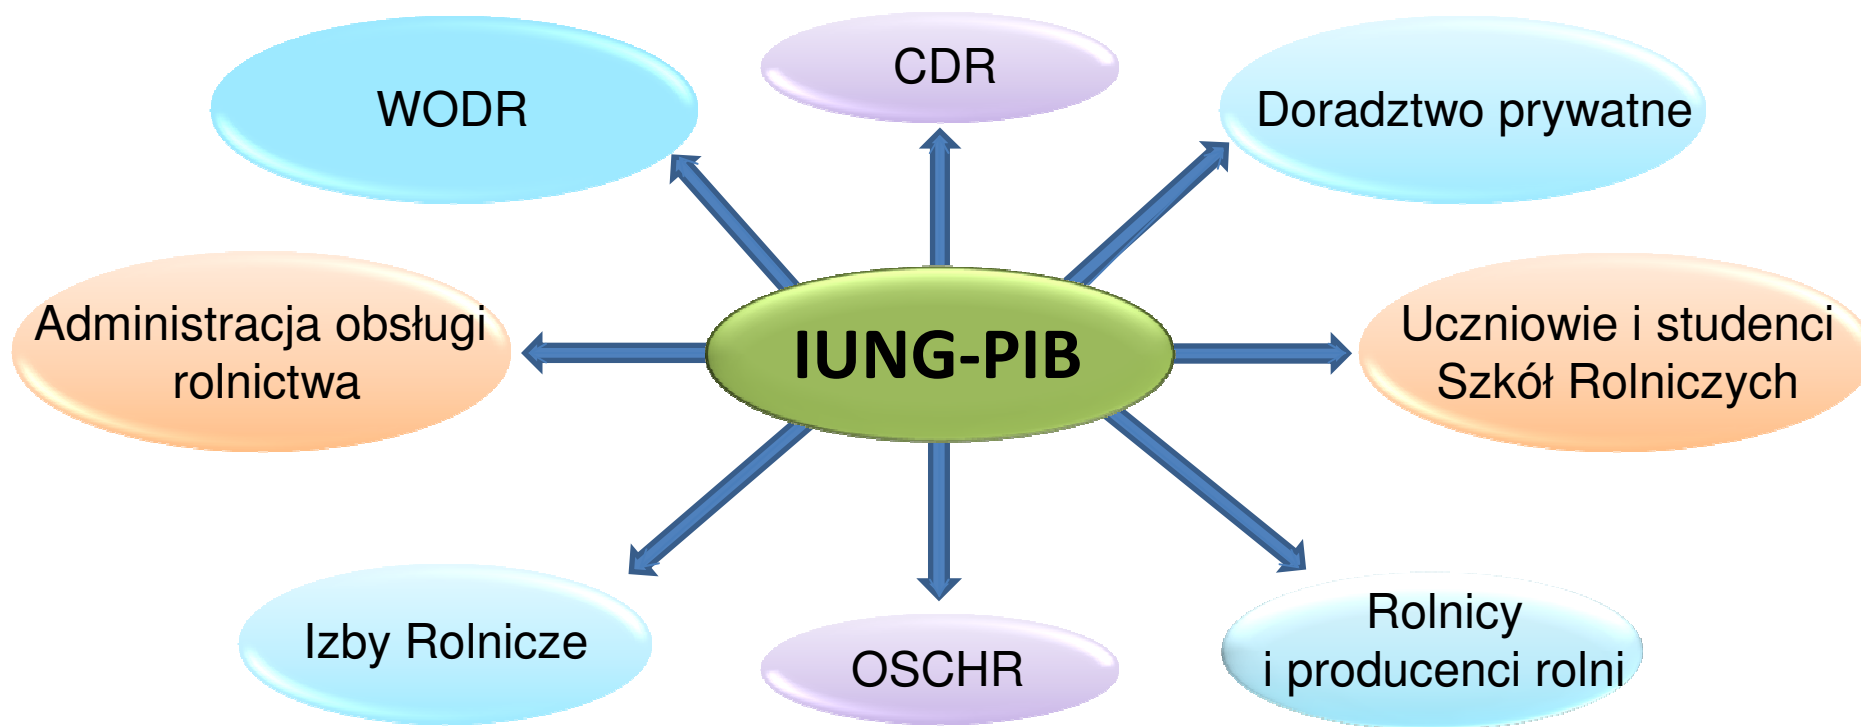 WODR
CDR
Doradztwo prywatne
Administracja obsługi
rolnictwa
IUNG-PIB
Uczniowie i studenci
Szkół Rolniczych
Izby Rolnicze
OSCHR
Rolnicy
i producenci rolni